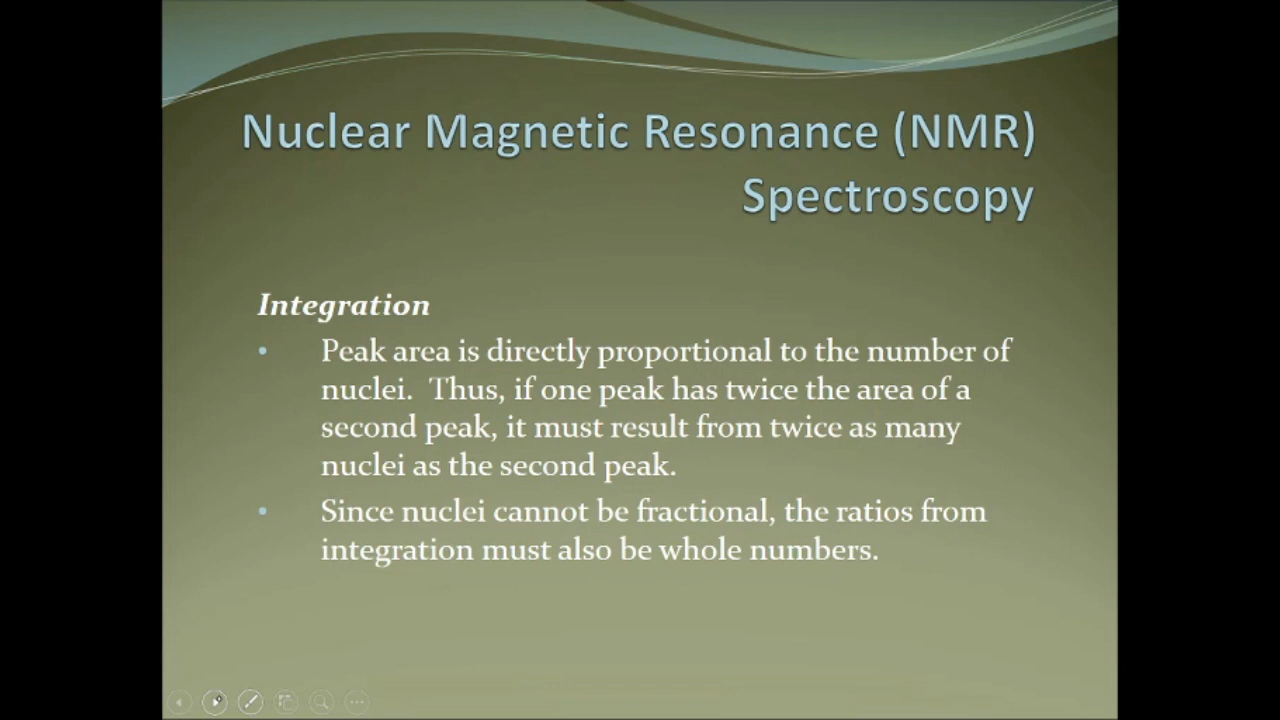 Nuclear Magnetic Resonance (NMR)
Spectroscopy
Integration
• Peak area is directly proportional to the number of
nuclei.  Thus, if one peak has twice the area of a
second peak, it must result from twice as many
nuclei as the second peak.
• Since nuclei cannot be fractional, the ratios from
integration must also be whole numbers.